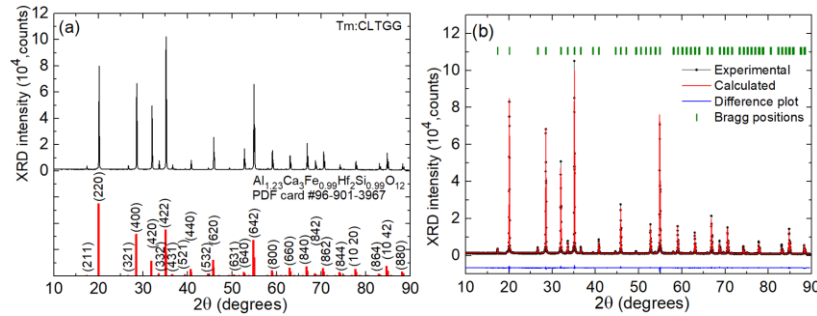 (a)
Tm:CLTGG
XRD intensity (10⁴,counts)
12
10
8
6
4
2
0
Al₁.₂₃Ca₃Fe₀.₉₉Hf₂Si₀.₉₉O₁₂
PDF card #96-901-3967
(211)
(220)
(321)
(400)
(420)
(332)
(422)
(431)
(521)
(440)
(532)
(620)
(631)
(640)
(642)
(800)
(660)
(840)
(842)
(862)
(844)
(10 20)
(864)
(10 42)
(880)
10 20 30 40 50 60 70 80 90
2θ (degrees)
(b)
XRD intensity (10⁴,counts)
12
10
8
6
4
2
0
Experimental
Calculated
Difference plot
Bragg positions
10 20 30 40 50 60 70 80 90
2θ (degrees)